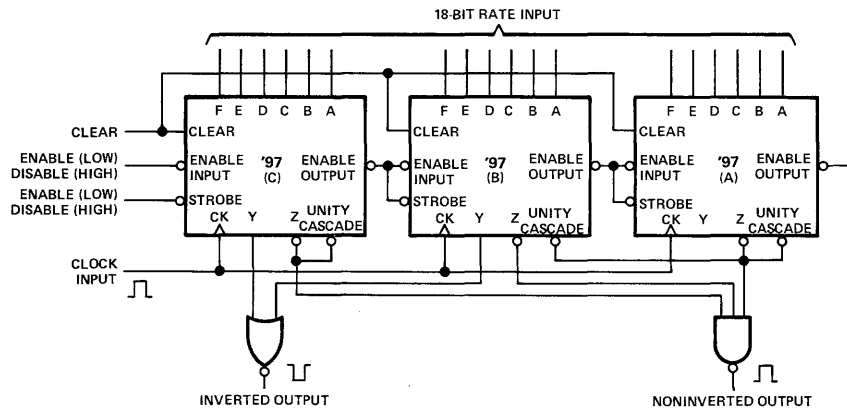 18-BIT RATE INPUT
F E D C B A
F E D C B A
F E D C B A
CLEAR
CLEAR
CLEAR
CLEAR
ENABLE (LOW)
DISABLE (HIGH)
ENABLE
INPUT
'97
(C)
ENABLE
OUTPUT
ENABLE
INPUT
'97
(B)
ENABLE
OUTPUT
ENABLE
INPUT
'97
(A)
ENABLE
OUTPUT
ENABLE (LOW)
DISABLE (HIGH)
STROBE
STROBE
STROBE
CK Y Z UNITY
CASCADE
CK Y Z UNITY
CASCADE
CK Y Z UNITY
CASCADE
CLOCK
INPUT
INVERTED OUTPUT
NONINVERTED OUTPUT